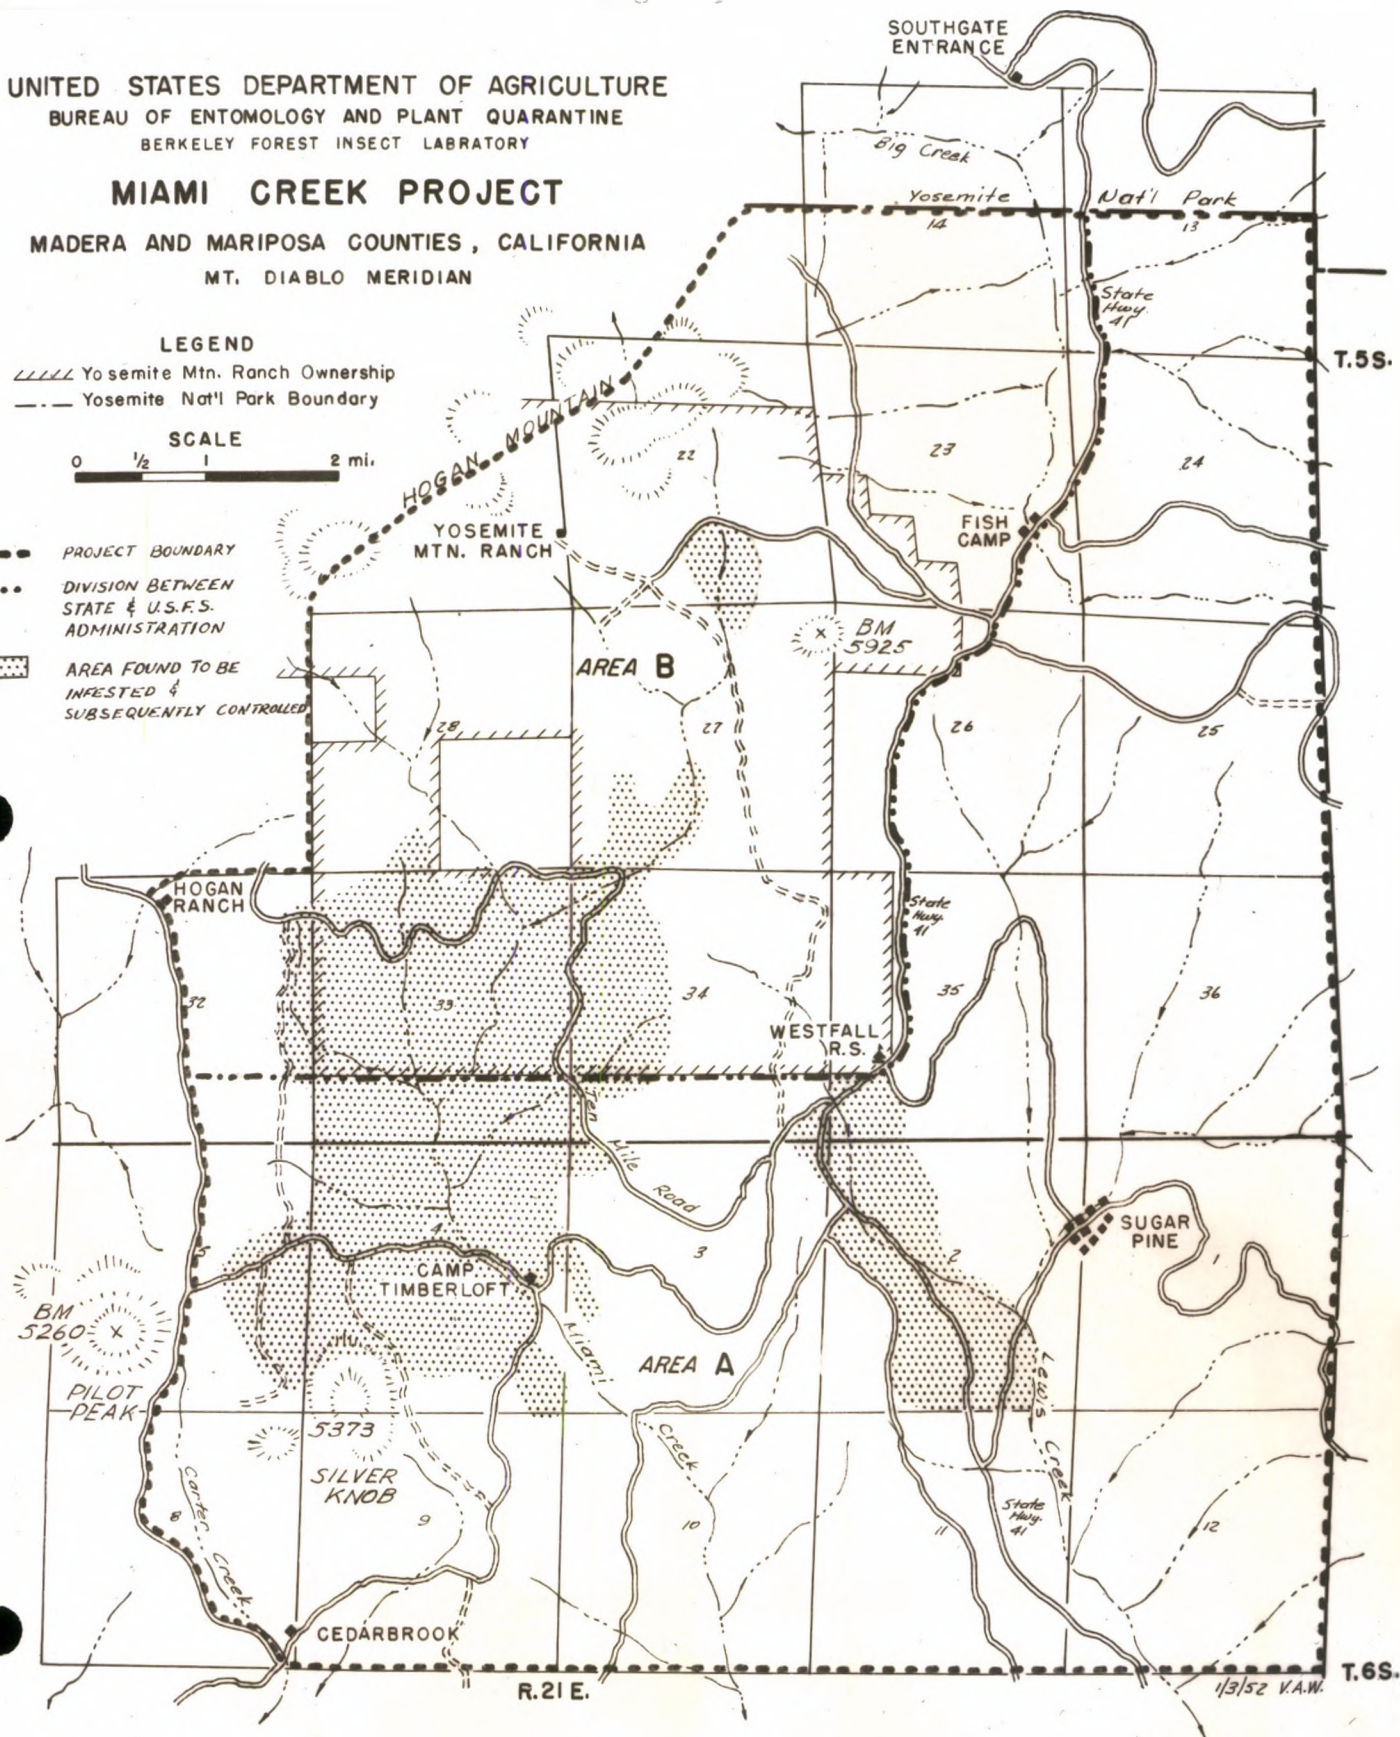 SOUTHGATE
ENTRANCE
UNITED STATES DEPARTMENT OF AGRICULTURE
BUREAU OF ENTOMOLOGY AND PLANT QUARANTINE
BERKELEY FOREST INSECT LABRATORY
MIAMI CREEK PROJECT
MADERA AND MARIPOSA COUNTIES, CALIFORNIA
MT. DIABLO MERIDIAN
LEGEND
Yosemite Mtn. Ranch Ownership
Yosemite Nat'l Park Boundary
SCALE
0 1/2 1 2 mi.
PROJECT BOUNDARY
DIVISION BETWEEN
STATE & U.S.F.S.
ADMINISTRATION
AREA FOUND TO BE
INFESTED &
SUBSEQUENTLY CONTROLLED
Big Creek
Yosemite Nat'l Park
14
13
State
Hwy.
41
T.5S.
HOGAN MOUNTAIN
22
23
24
YOSEMITE
MTN. RANCH
FISH
CAMP
BM
5925
AREA B
28
27
26
25
HOGAN
RANCH
State
Hwy.
41
32
33
34
35
36
WESTFALL
R.S.
Ten Mile Road
SUGAR
PINE
5
4
3
2
1
CAMP
TIMBERLOFT
BM
5260
PILOT
PEAK
5373
SILVER
KNOB
AREA A
Miami Creek
Lewis Creek
Carter Creek
8
9
10
11
12
State
Hwy.
41
CEDARBROOK
R.21E.
T.6S.
1/3/52 V.A.W.